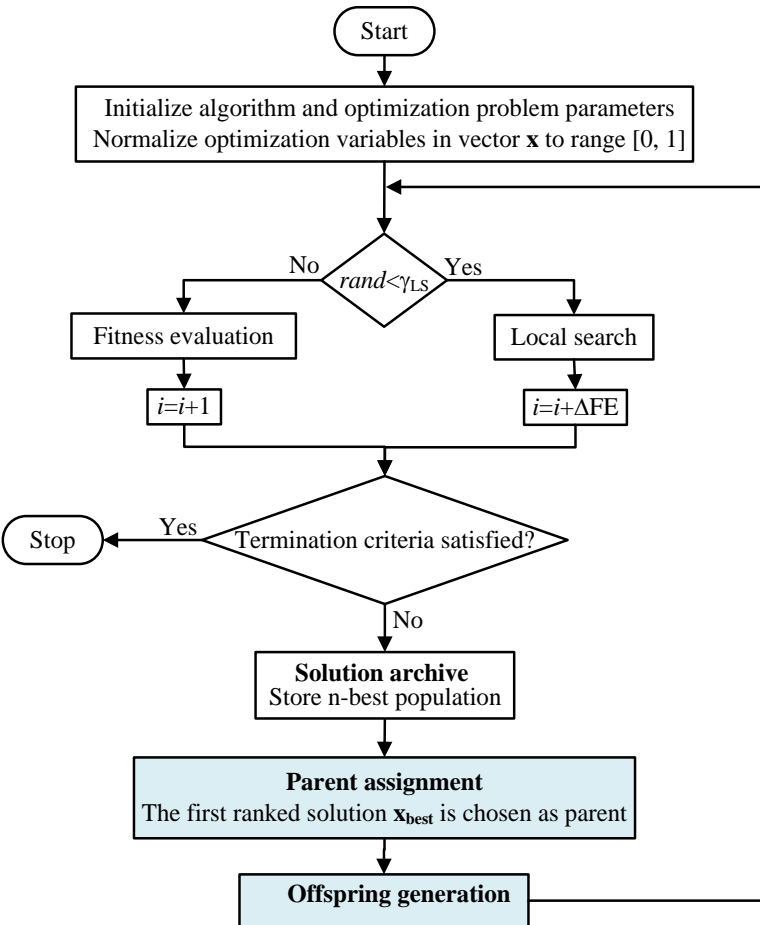 Start
Initialize algorithm and optimization problem parameters
Normalize optimization variables in vector x to range [0, 1]
No
rand<γLS
Yes
Fitness evaluation
Local search
i=i+1
i=i+ΔFE
Stop
Yes
Termination criteria satisfied?
No
Solution archive
Store n-best population
Parent assignment
The first ranked solution xbest is chosen as parent
Offspring generation